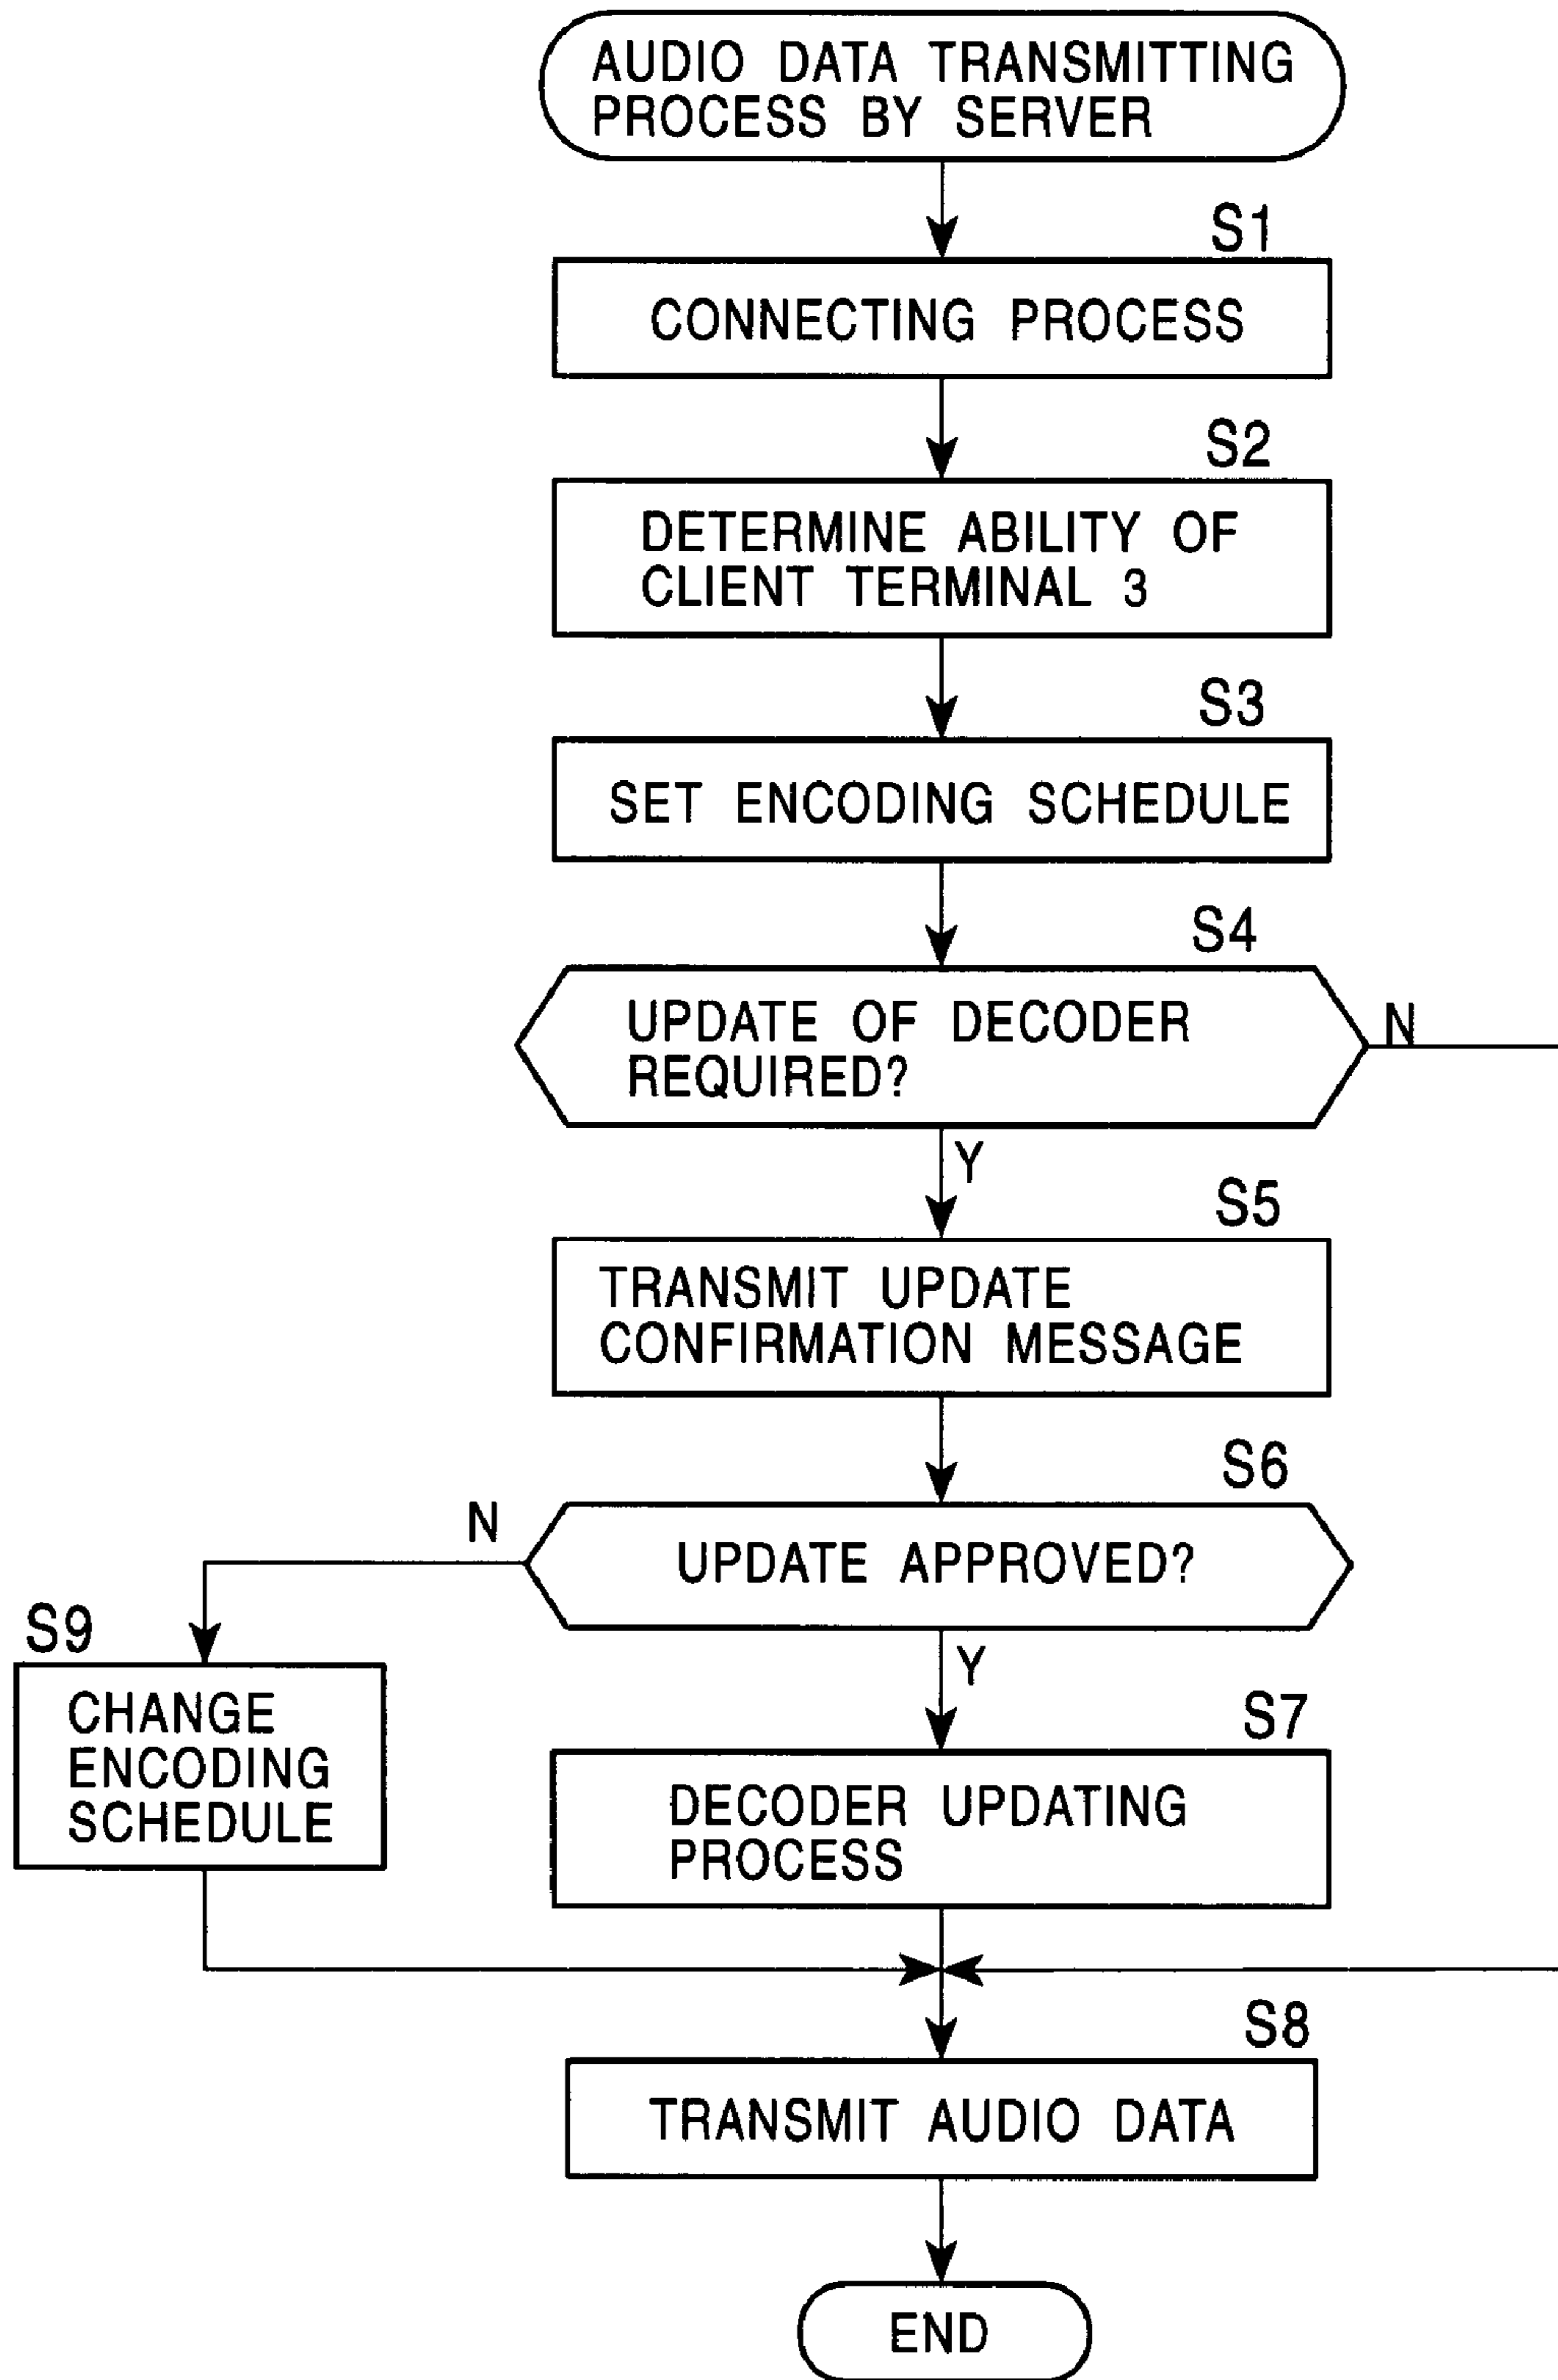 AUDIO DATA TRANSMITTING
PROCESS BY SERVER
S1
CONNECTING PROCESS
S2
DETERMINE ABILITY OF
CLIENT TERMINAL 3
S3
SET ENCODING SCHEDULE
S4
UPDATE OF DECODER
REQUIRED?
N
Y
S5
TRANSMIT UPDATE
CONFIRMATION MESSAGE
S6
N
UPDATE APPROVED?
Y
S9
CHANGE
ENCODING
SCHEDULE
S7
DECODER UPDATING
PROCESS
S8
TRANSMIT AUDIO DATA
END